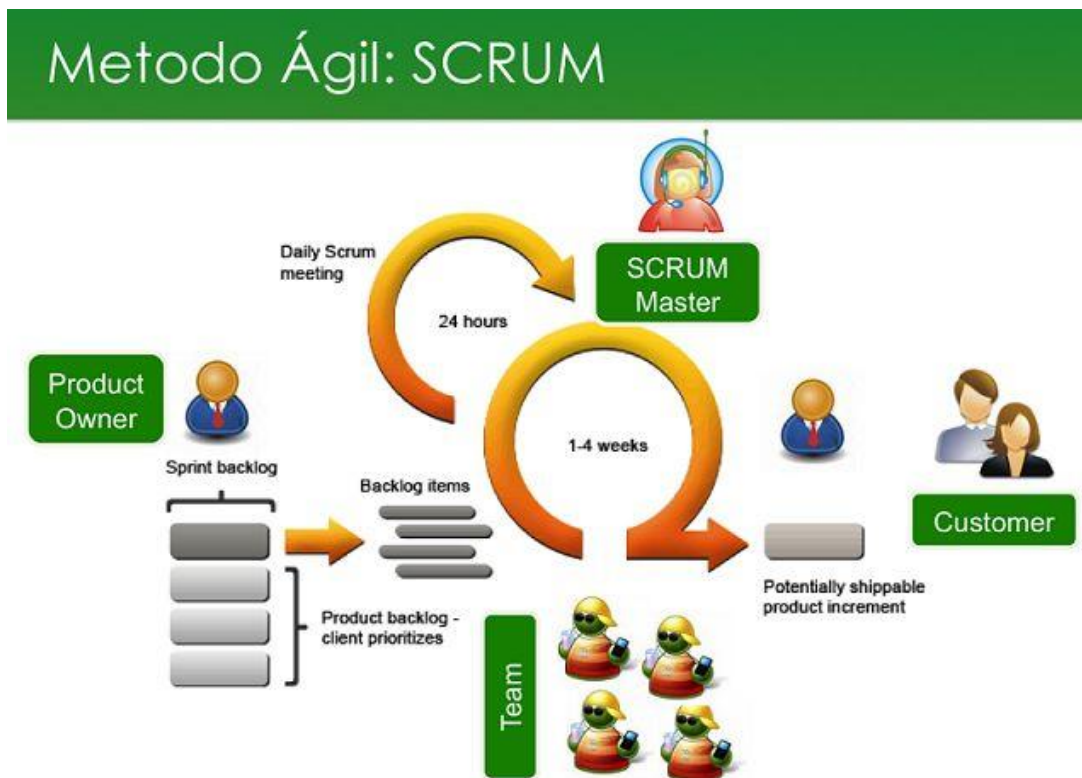 Metodo Ágil: SCRUM
Daily Scrum
meeting
24 hours
SCRUM
Master
Product
Owner
Sprint backlog
Backlog items
1-4 weeks
Customer
Product backlog -
client prioritizes
Potentially shippable
product increment
Team